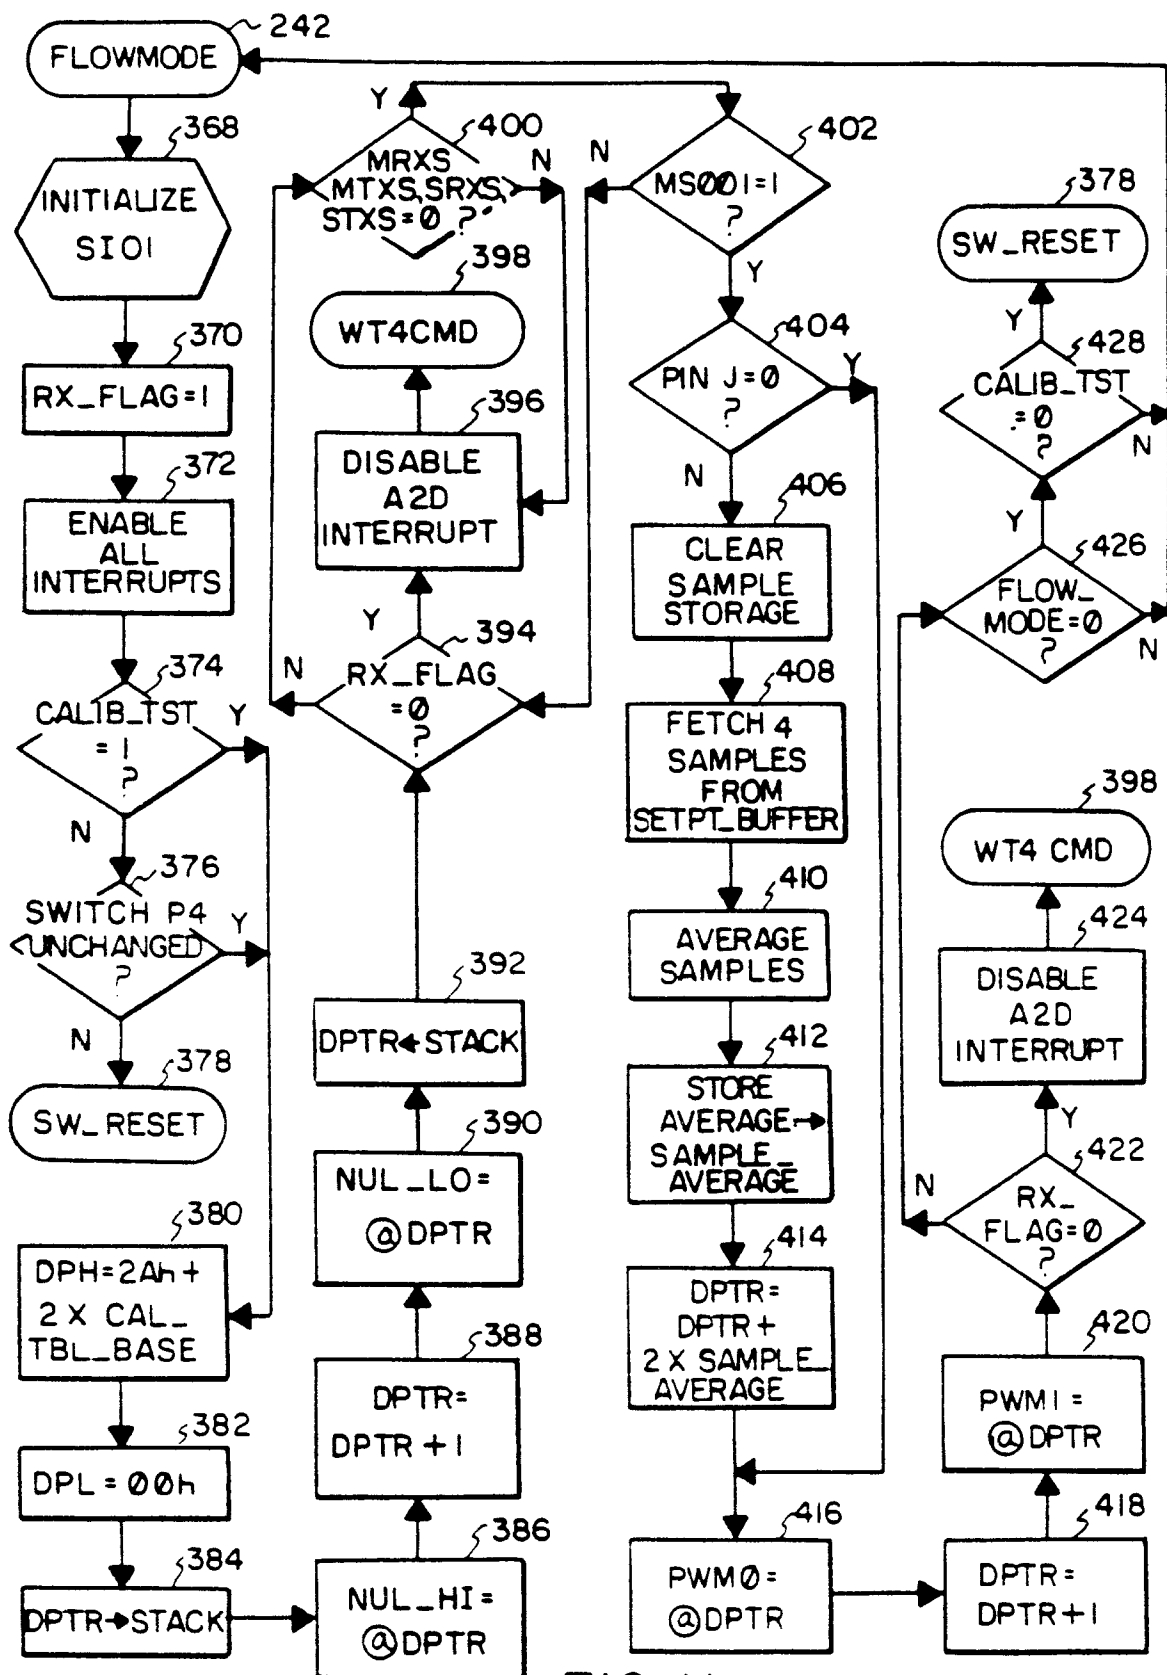 FLOWMODE
242
368
INITIALIZE
SIO1
370
RX_FLAG=1
372
ENABLE
ALL
INTERRUPTS
374
CALIB_TST
=1
?
Y
N
376
SWITCH P4
UNCHANGED
?
Y
N
378
SW_RESET
380
DPH=2Ah+
2 X CAL_
TBL_BASE
382
DPL=00h
384
DPTR→STACK
Y
400
MRXS
MTXS,SRXS,
STXS=0 ?
N
398
WT4CMD
396
DISABLE
A2D
INTERRUPT
Y
394
N
RX_FLAG
=0
?
392
DPTR←STACK
390
NUL_LO=
@DPTR
388
DPTR=
DPTR+1
386
NUL_HI=
@DPTR
402
N
MS001=1
?
Y
404
PIN J=0
?
Y
N
406
CLEAR
SAMPLE
STORAGE
408
FETCH 4
SAMPLES
FROM
SETPT_BUFFER
410
AVERAGE
SAMPLES
412
STORE
AVERAGE→
SAMPLE_
AVERAGE
414
DPTR=
DPTR+
2 X SAMPLE_
AVERAGE
416
PWM0=
@DPTR
378
SW_RESET
Y
428
CALIB_TST
=0
?
N
Y
426
FLOW_
MODE=0
?
N
398
WT4 CMD
424
DISABLE
A2D
INTERRUPT
Y
422
N
RX_
FLAG=0
?
420
PWM1=
@DPTR
418
DPTR=
DPTR+1